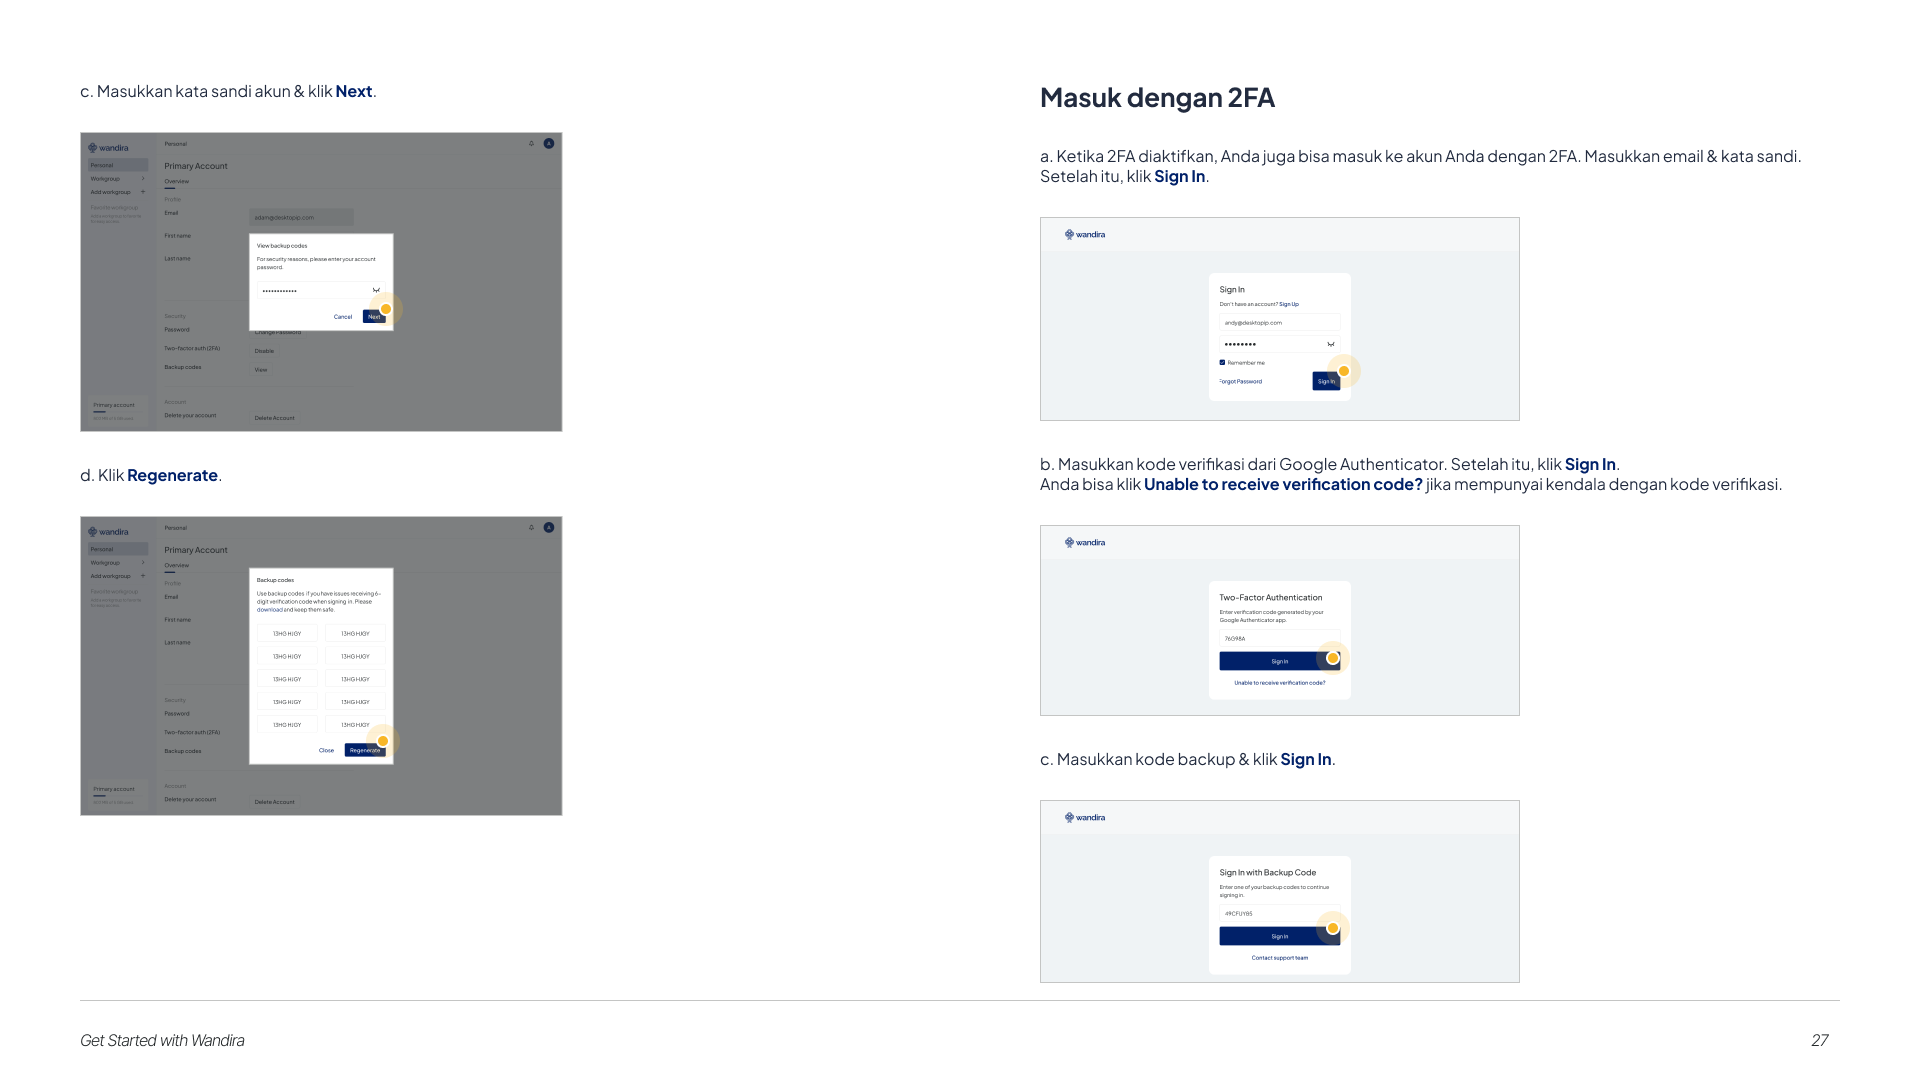 c. Masukkan kata sandi akun & klik Next.
wandira
Personal
Workgroup
Add workgroup
Personal
A
Primary Account
Overview
Profile
Email
adam@desktopip.com
First name
Last name
View backup codes
For security reasons, please enter your account
password.
Cancel
Next
Security
Password
Change Password
Two-factor auth (2FA)
Disable
Backup codes
View
Account
Delete your account
Delete Account
Primary account
d. Klik Regenerate.
wandira
Personal
Workgroup
Add workgroup
Personal
A
Primary Account
Overview
Profile
Email
First name
Last name
Backup codes
Use backup codes if you have issues receiving 6-
digit verification code when signing in. Please
download and keep them safe.
13HG HJGY 13HG HJGY
13HG HJGY 13HG HJGY
13HG HJGY 13HG HJGY
13HG HJGY 13HG HJGY
13HG HJGY 13HG HJGY
Close
Regenerate
Security
Password
Two-factor auth (2FA)
Backup codes
Account
Delete your account
Delete Account
Primary account
Masuk dengan 2FA
a. Ketika 2FA diaktifkan, Anda juga bisa masuk ke akun Anda dengan 2FA. Masukkan email & kata sandi.
Setelah itu, klik Sign In.
wandira
Sign In
Don't have an account? Sign Up
andy@desktopip.com
Remember me
Forgot Password
Sign In
b. Masukkan kode verifikasi dari Google Authenticator. Setelah itu, klik Sign In.
Anda bisa klik Unable to receive verification code? jika mempunyai kendala dengan kode verifikasi.
wandira
Two-Factor Authentication
Enter verification code generated by your
Google Authenticator app.
76G98A
Sign In
Unable to receive verification code?
c. Masukkan kode backup & klik Sign In.
wandira
Sign In with Backup Code
Enter one of your backup codes to continue
signing in.
Sign In
Contact support team
Get Started with Wandira
27